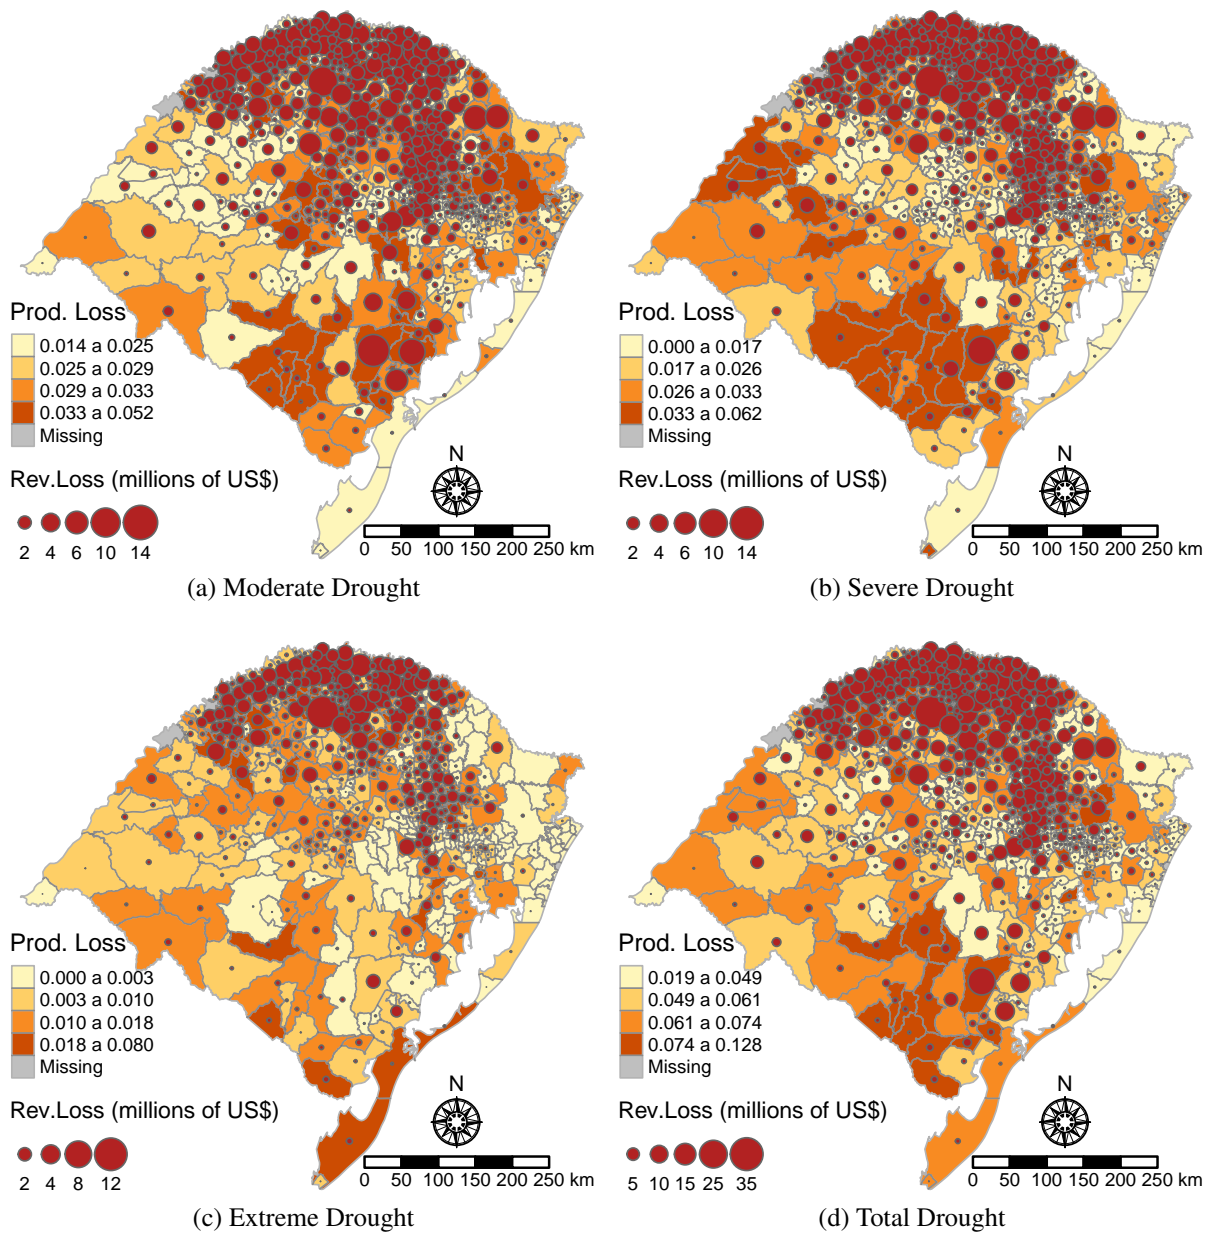 Prod. Loss
0.014 a 0.025
0.025 a 0.029
0.029 a 0.033
0.033 a 0.052
Missing
Rev.Loss (millions of US$)
2 4 6 10 14
N
0 50 100 150 200 250 km
(a) Moderate Drought
Prod. Loss
0.000 a 0.017
0.017 a 0.026
0.026 a 0.033
0.033 a 0.062
Missing
Rev.Loss (millions of US$)
2 4 6 10 14
N
0 50 100 150 200 250 km
(b) Severe Drought
Prod. Loss
0.000 a 0.003
0.003 a 0.010
0.010 a 0.018
0.018 a 0.080
Missing
Rev.Loss (millions of US$)
2 4 8 12
N
0 50 100 150 200 250 km
(c) Extreme Drought
Prod. Loss
0.019 a 0.049
0.049 a 0.061
0.061 a 0.074
0.074 a 0.128
Missing
Rev.Loss (millions of US$)
5 10 15 25 35
N
0 50 100 150 200 250 km
(d) Total Drought